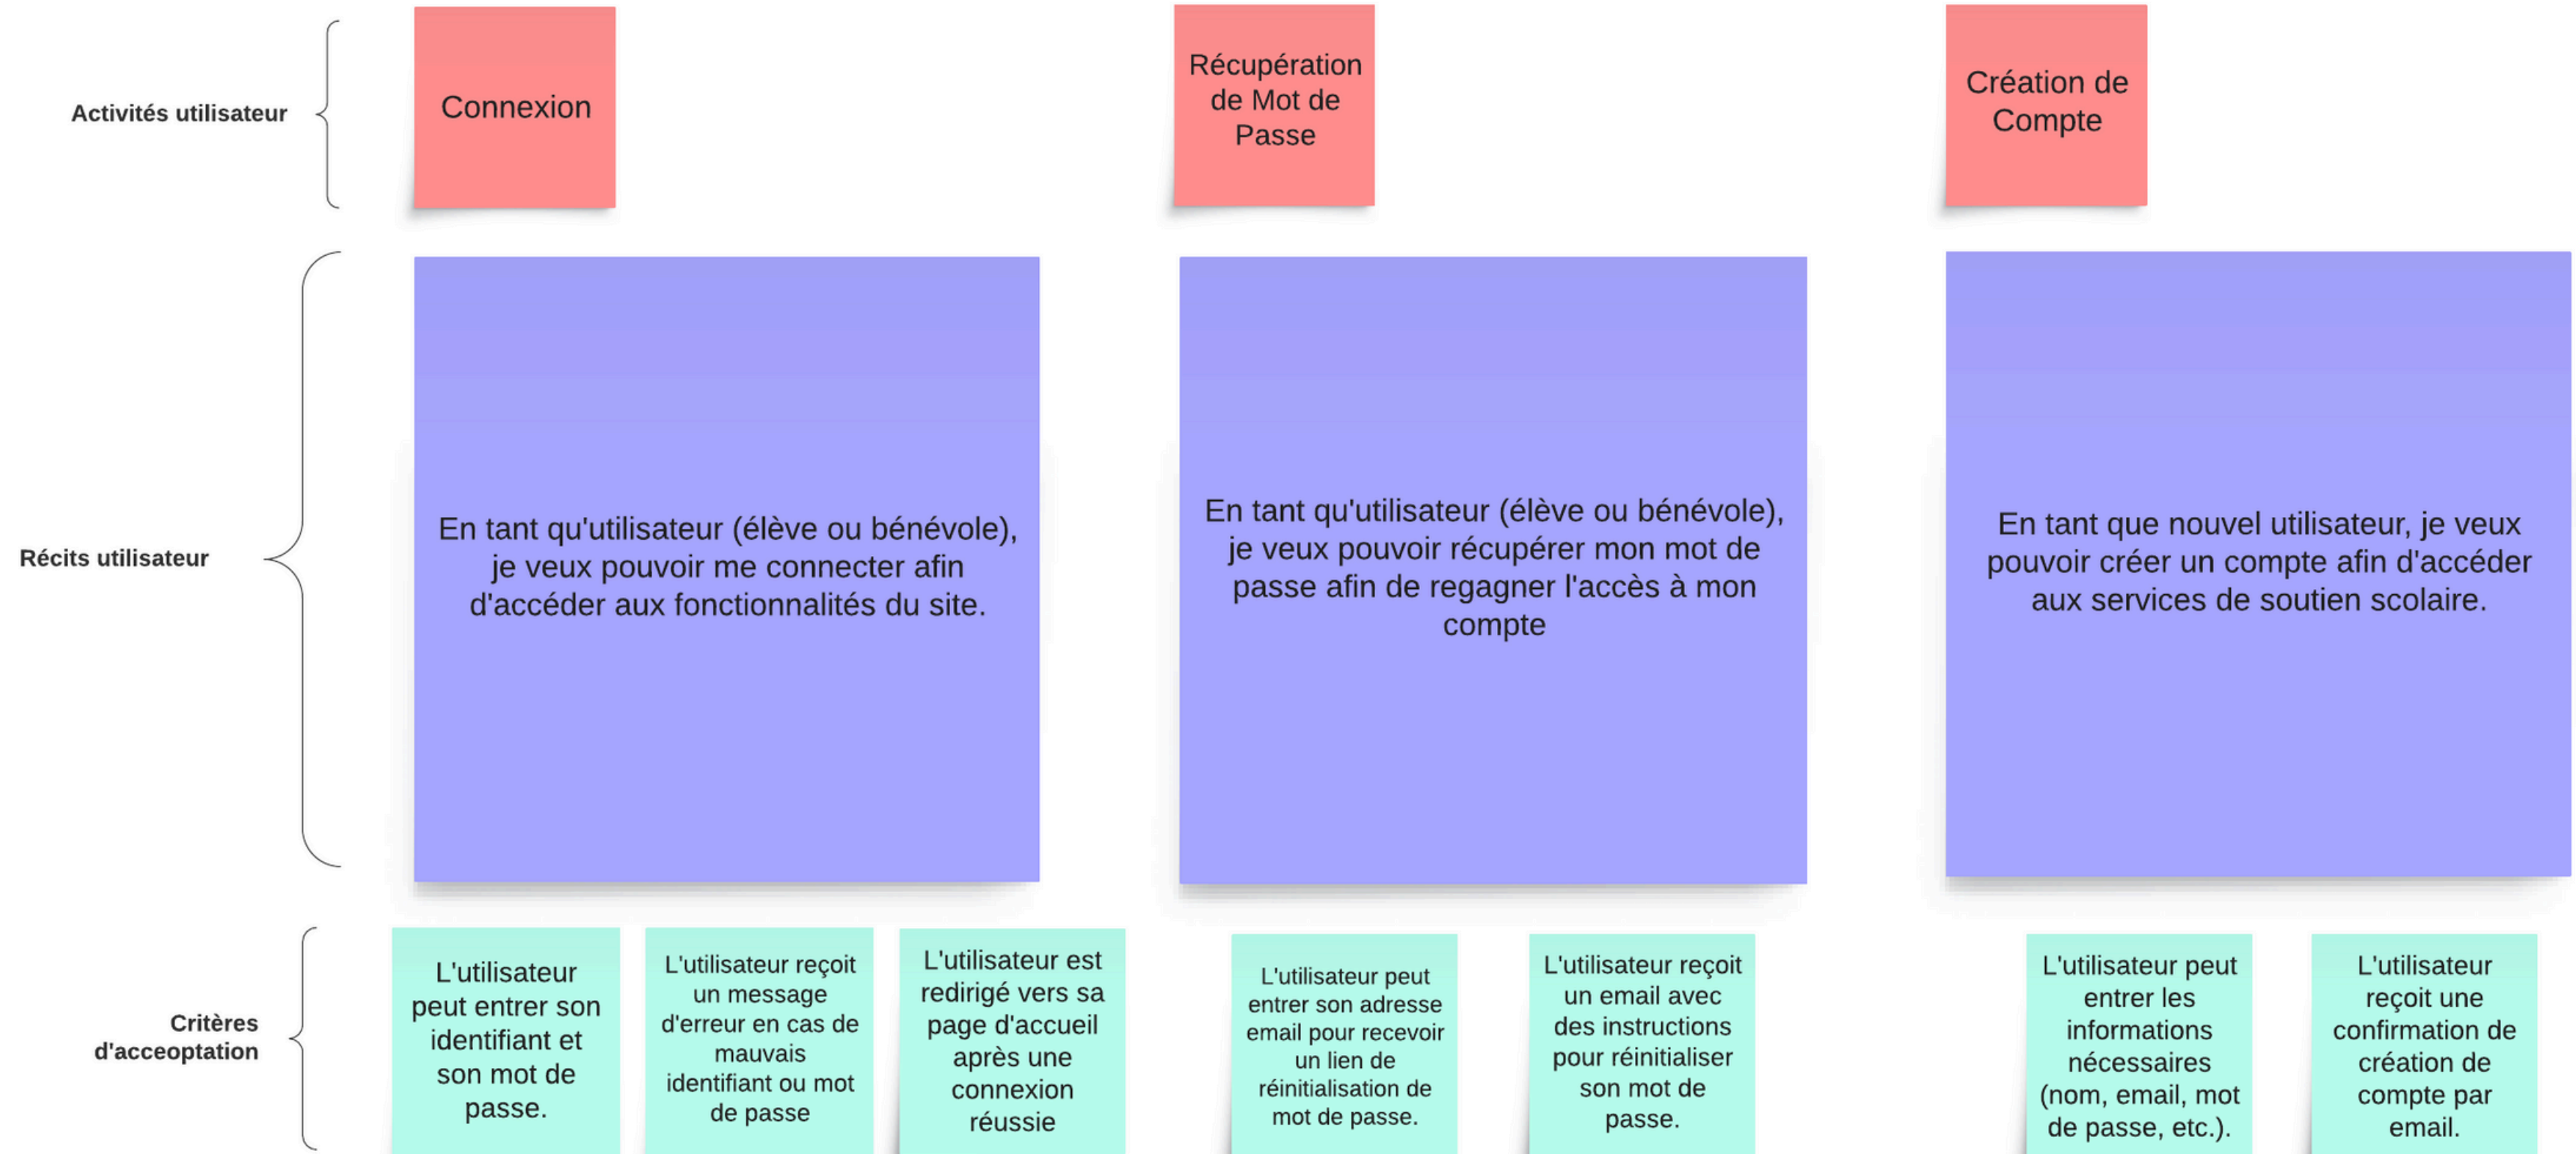 Activités utilisateur
Connexion
Récupération
de Mot de
Passe
Création de
Compte
Récits utilisateur
En tant qu'utilisateur (élève ou bénévole),
je veux pouvoir me connecter afin
d'accéder aux fonctionnalités du site.
En tant qu'utilisateur (élève ou bénévole),
je veux pouvoir récupérer mon mot de
passe afin de regagner l'accès à mon
compte
En tant que nouvel utilisateur, je veux
pouvoir créer un compte afin d'accéder
aux services de soutien scolaire.
Critères
d'acceoptation
L'utilisateur
peut entrer son
identifiant et
son mot de
passe.
L'utilisateur reçoit
un message
d'erreur en cas de
mauvais
identifiant ou mot
de passe
L'utilisateur est
redirigé vers sa
page d'accueil
après une
connexion
réussie
L'utilisateur peut
entrer son adresse
email pour recevoir
un lien de
réinitialisation de
mot de passe.
L'utilisateur reçoit
un email avec
des instructions
pour réinitialiser
son mot de
passe.
L'utilisateur peut
entrer les
informations
nécessaires
(nom, email, mot
de passe, etc.).
L'utilisateur
reçoit une
confirmation de
création de
compte par
email.